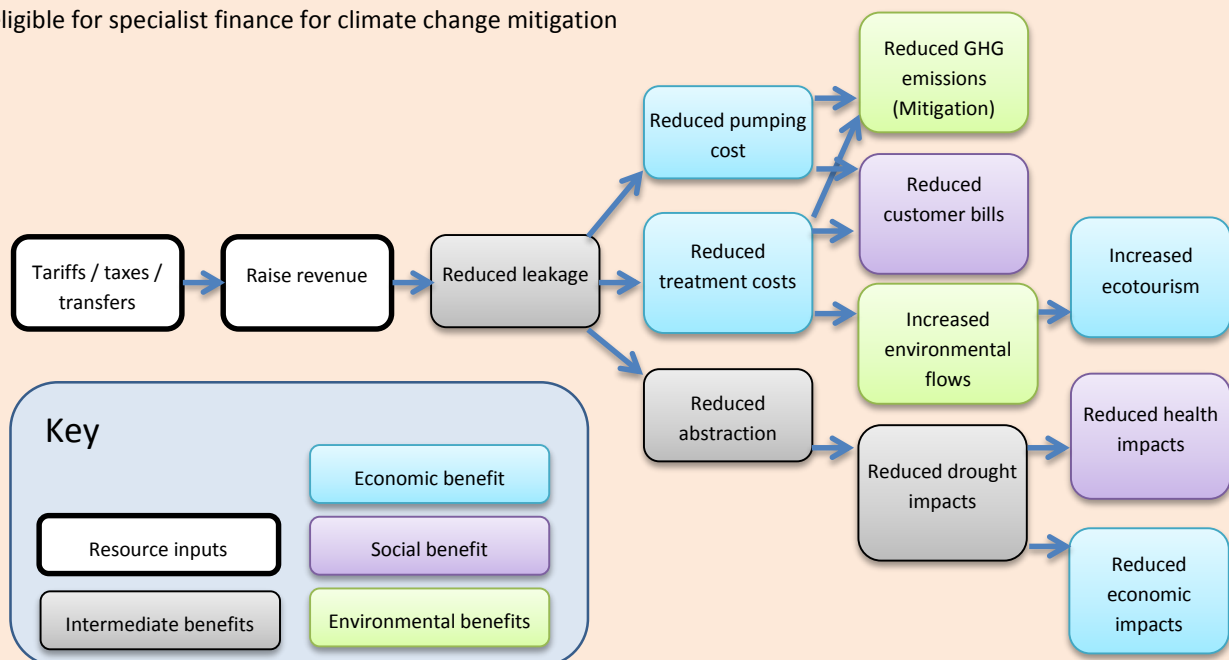 eligible for specialist finance for climate change mitigation
Reduced GHG
emissions
(Mitigation)
Reduced pumping
cost
Reduced
customer bills
Tariffs / taxes /
transfers
Raise revenue
Reduced leakage
Reduced
treatment costs
Increased
ecotourism
Increased
environmental
flows
Reduced
abstraction
Reduced health
impacts
Reduced drought
impacts
Reduced
economic
impacts
Key
Economic benefit
Resource inputs
Social benefit
Intermediate benefits
Environmental benefits